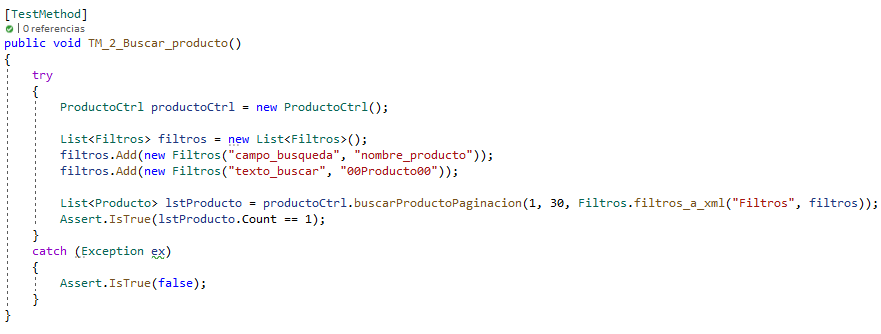 [TestMethod]
| 0 referencias
public void TM_2_Buscar_producto()
{
try
{
ProductoCtrl productoCtrl = new ProductoCtrl();
List<Filtros> filtros = new List<Filtros>();
filtros.Add(new Filtros("campo_busqueda", "nombre_producto"));
filtros.Add(new Filtros("texto_buscar", "00Producto00"));
List<Producto> lstProducto = productoCtrl.buscarProductoPaginacion(1, 30, Filtros.filtros_a_xml("Filtros", filtros));
Assert.IsTrue(lstProducto.Count == 1);
}
catch (Exception ex)
{
Assert.IsTrue(false);
}
}